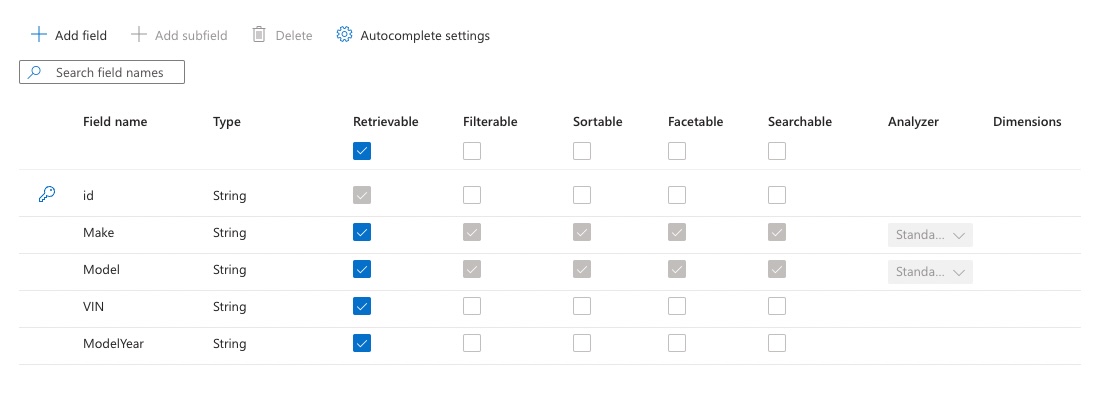 Add field Add subfield Delete Autocomplete settings
Search field names
Field name Type Retrievable Filterable Sortable Facetable Searchable Analyzer Dimensions
id String
Make String Standa...
Model String Standa...
VIN String
ModelYear String